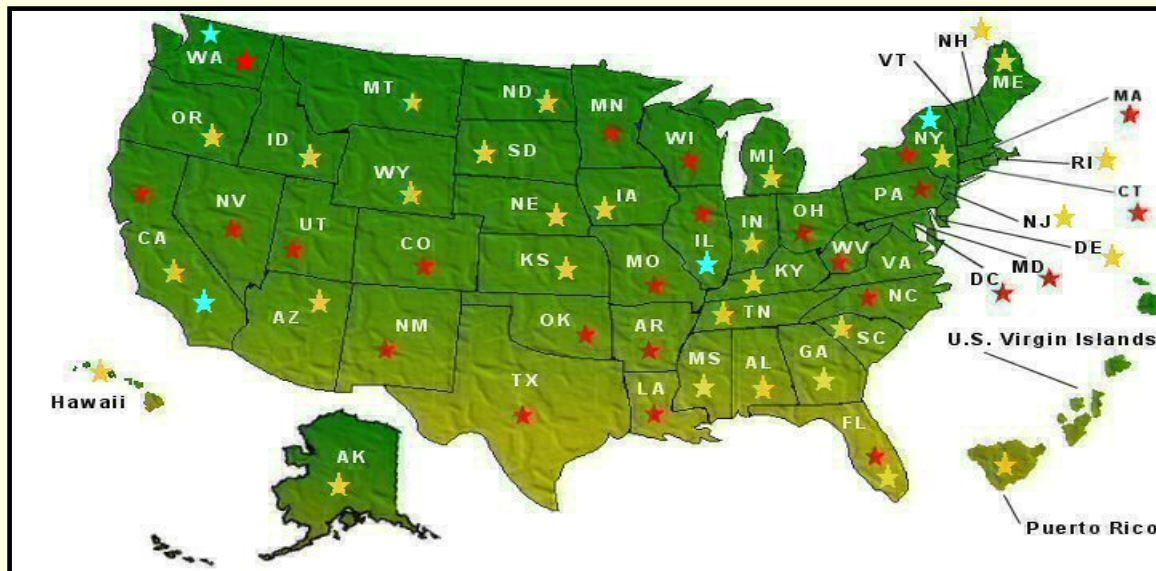 NH
VT
WA
ME
MT
ND
MN
MA
OR
NY
WI
ID
SD
MI
RI
WY
PA
CT
NE
IA
NV
IN
OH
NJ
UT
IL
WV
DE
CA
CO
KS
MO
KY
VA
MD
DC
NC
AZ
TN
OK
AR
NM
SC
U.S. Virgin Islands
MS
AL
GA
TX
LA
Hawaii
FL
AK
Puerto Rico